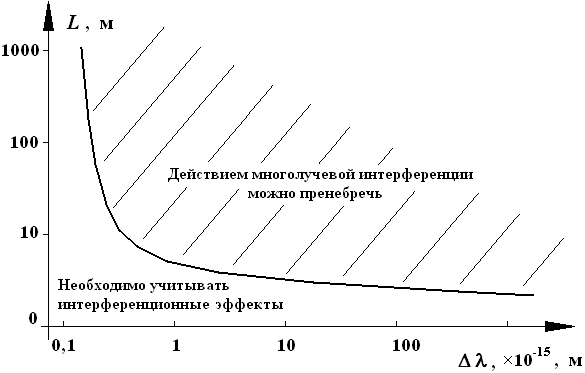 L , м
1000
100
Действием многолучевой интерференции
можно пренебречь
10
Необходимо учитывать
интерференционные эффекты
0
0,1 1 10 100
Δλ, ×10⁻¹⁵, м